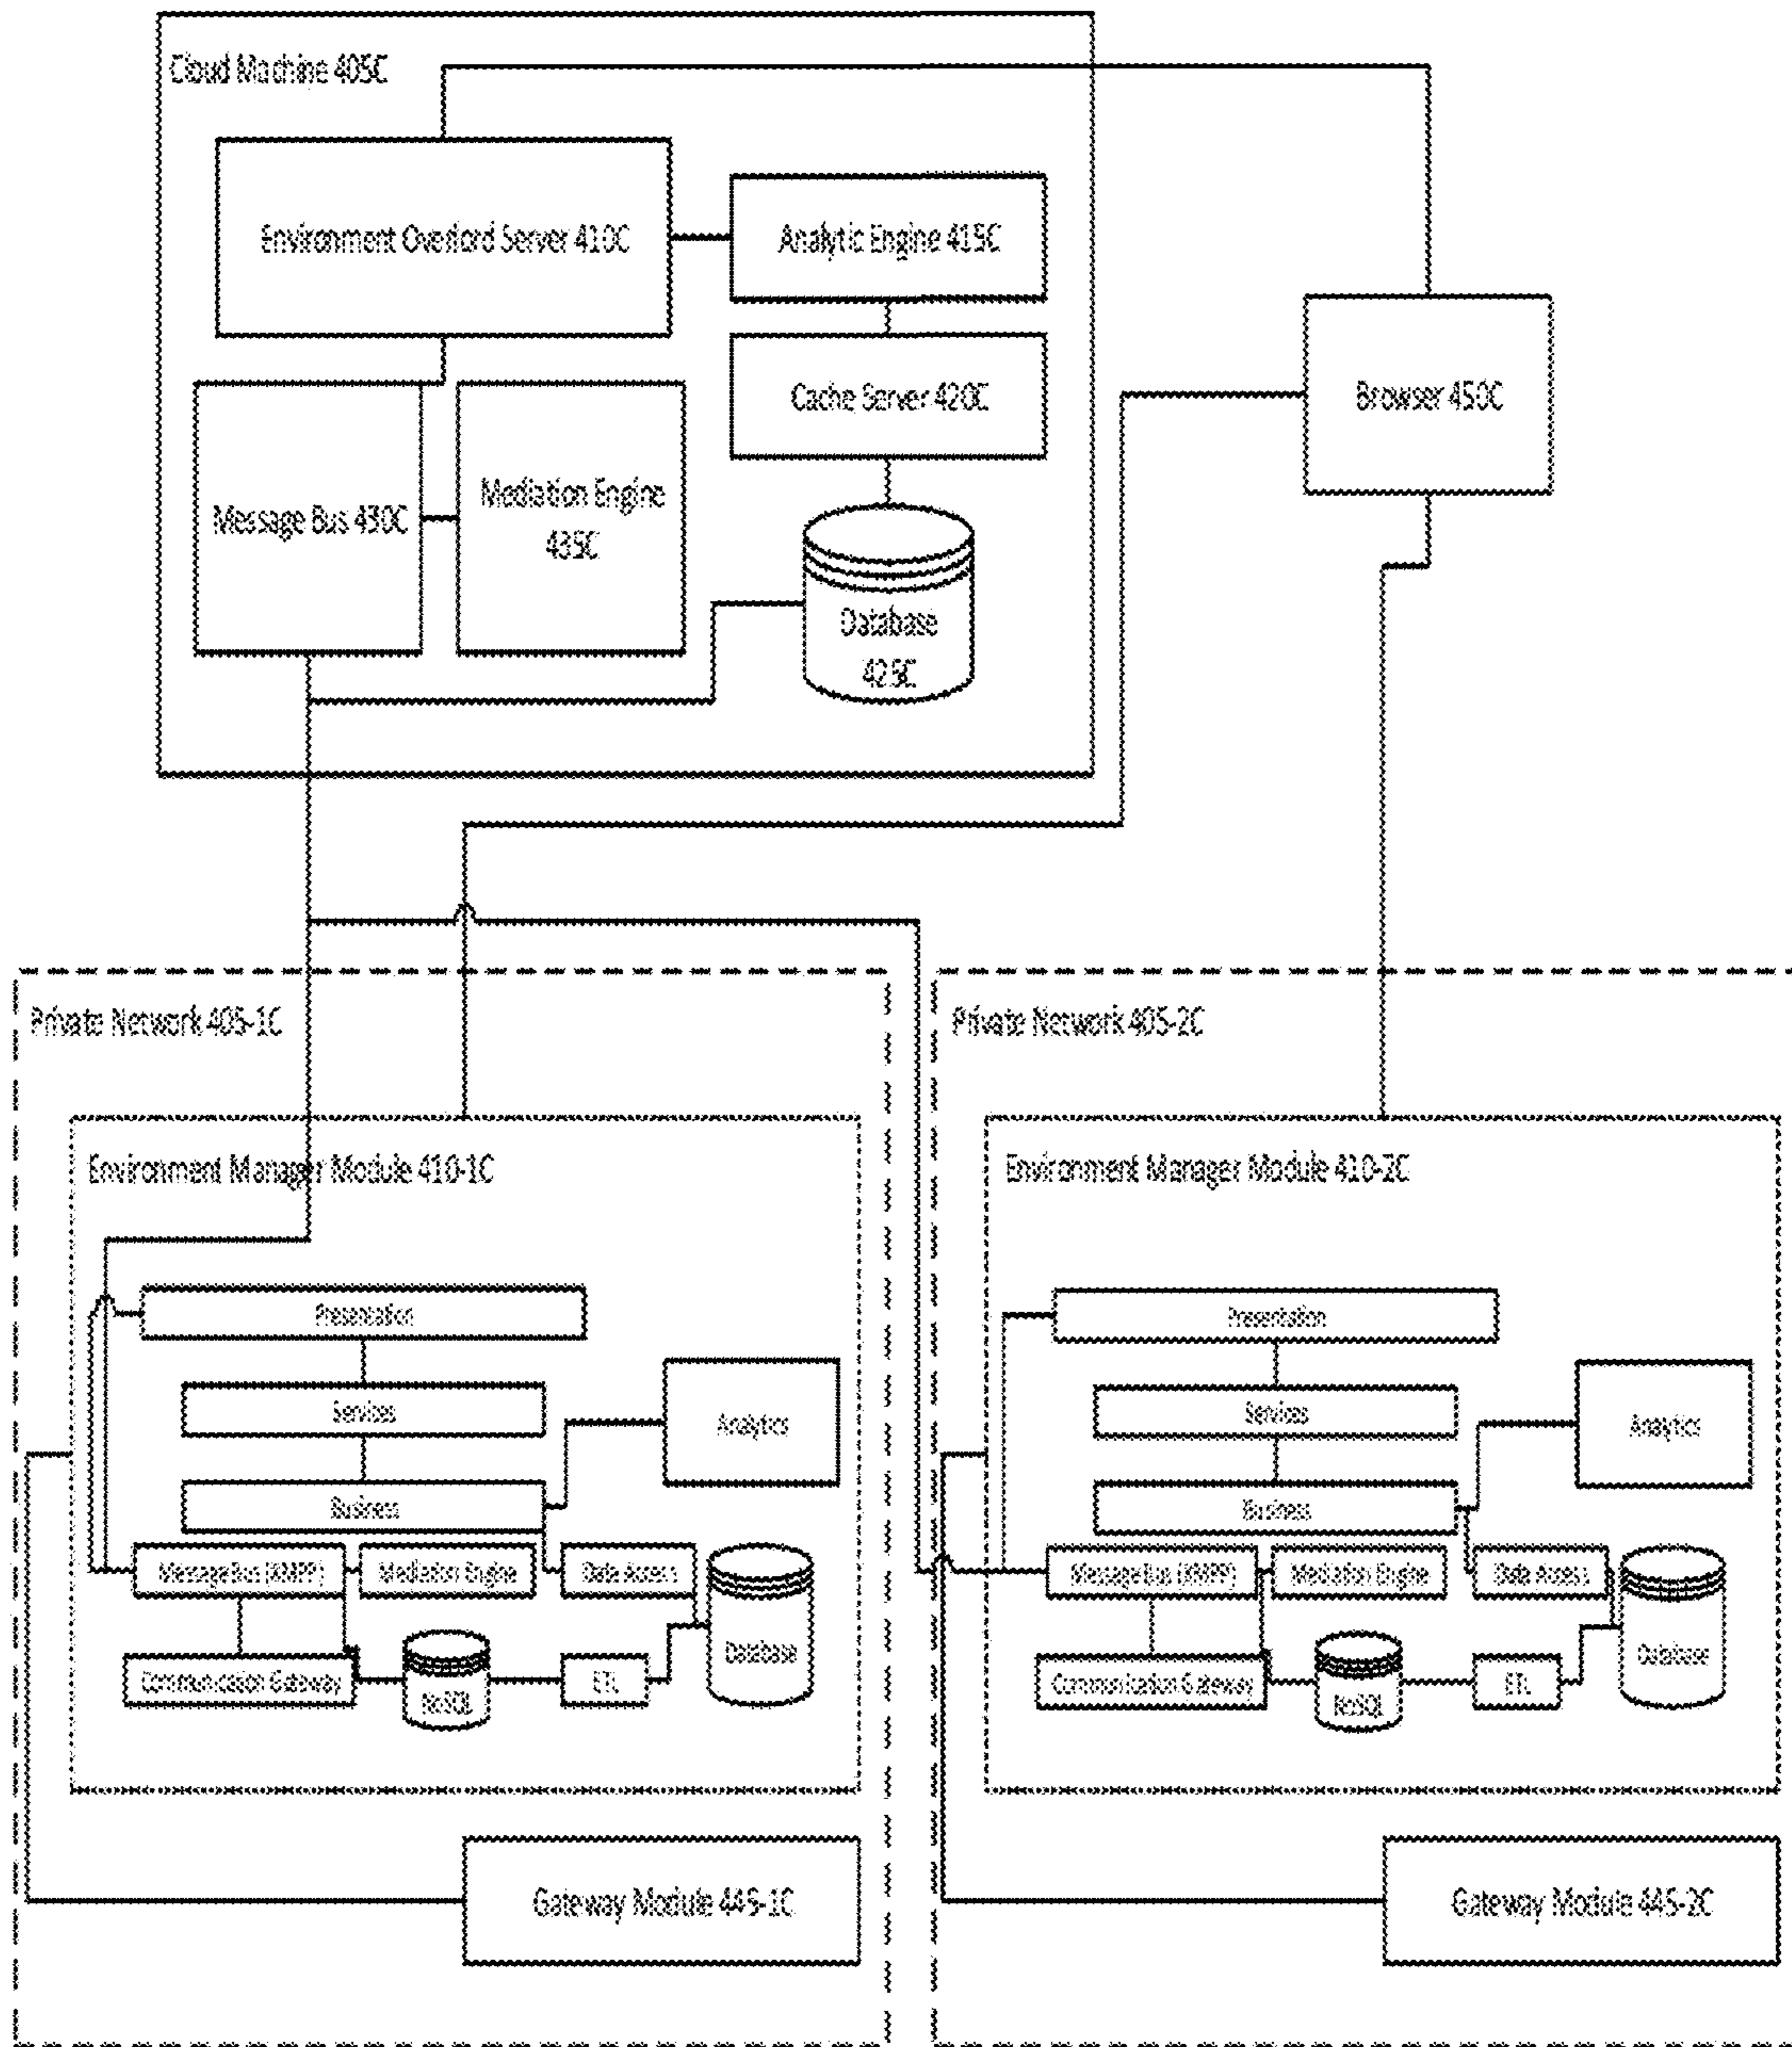 Cloud Machine 405C
Environment Overlord Server 410C
Analytic Engine 415C
Cache Server 420C
Browser 450C
Message Bus 430C
Mediation Engine
435C
Database
425C
Private Network 405-1C
Private Network 405-2C
Environment Manager Module 410-1C
Environment Manager Module 410-2C
Presentation
Services
Analytics
Business
Message Bus (XMPP)
Mediation Engine
Data Access
Database
Communication Gateway
NoSQL
ETL
Presentation
Services
Analytics
Business
Message Bus (XMPP)
Mediation Engine
Data Access
Database
Communication Gateway
NoSQL
ETL
Gateway Module 445-1C
Gateway Module 445-2C